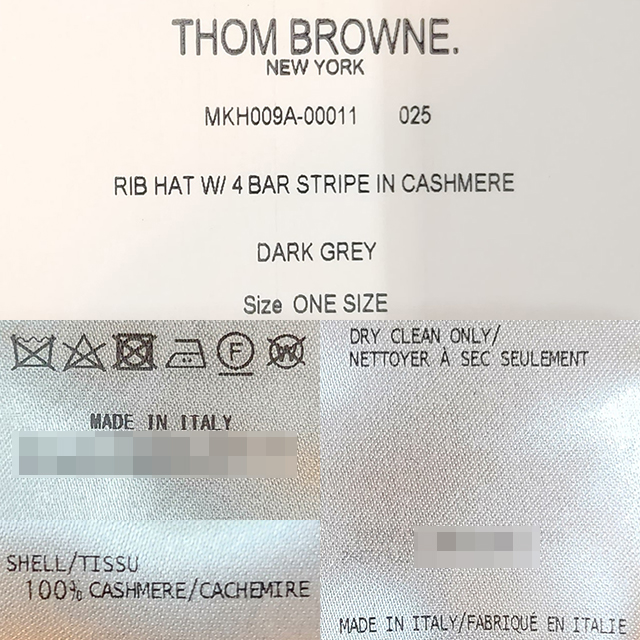 THOM BROWNE.
NEW YORK
MKH009A-00011 025
RIB HAT W/ 4 BAR STRIPE IN CASHMERE
DARK GREY
Size ONE SIZE
F
W
MADE IN ITALY
SHELL/TISSU
100% CASHMERE/CACHEMIRE
DRY CLEAN ONLY/
NETTOYER À SEC SEULEMENT
MADE IN ITALY/FABRIQUÉ EN ITALIE